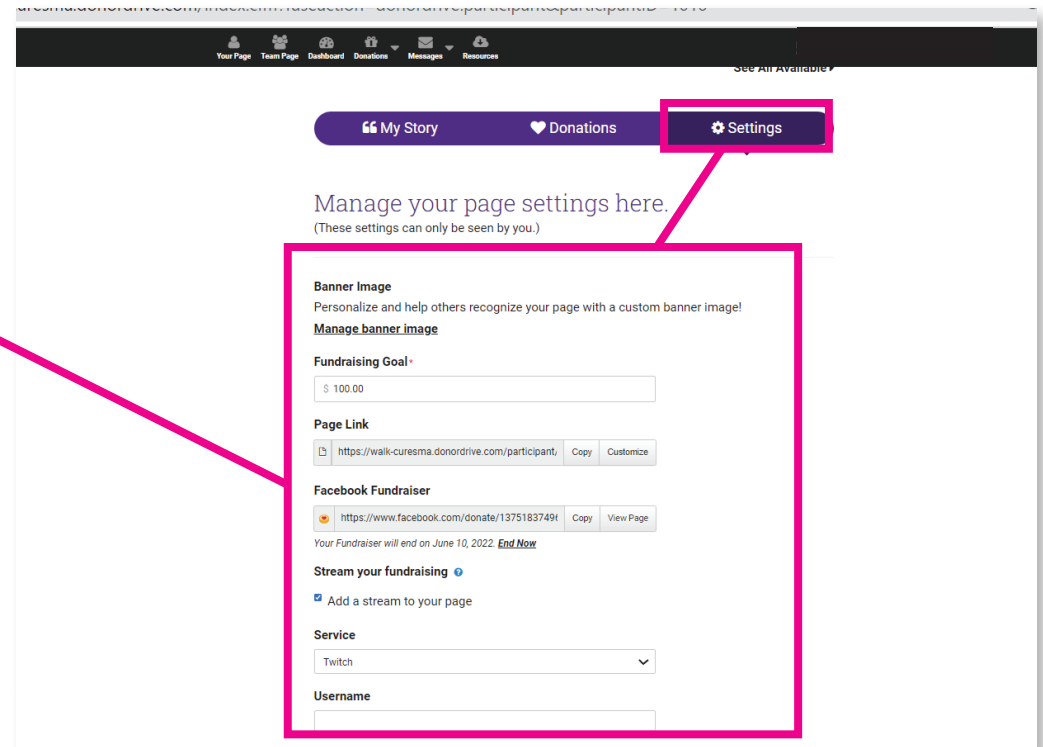 Your Page Team Page Dashboard Donations Messages Resources
See All Available
My Story Donations Settings
Manage your page settings here.
(These settings can only be seen by you.)
Banner Image
Personalize and help others recognize your page with a custom banner image!
Manage banner image
Fundraising Goal*
$ 100.00
Page Link
https://walk-curesma.donordrive.com/participant/ Copy Customize
Facebook Fundraiser
https://www.facebook.com/donate/1375183749 Copy View Page
Your Fundraiser will end on June 10, 2022. End Now
Stream your fundraising
Add a stream to your page
Service
Twitch
Username